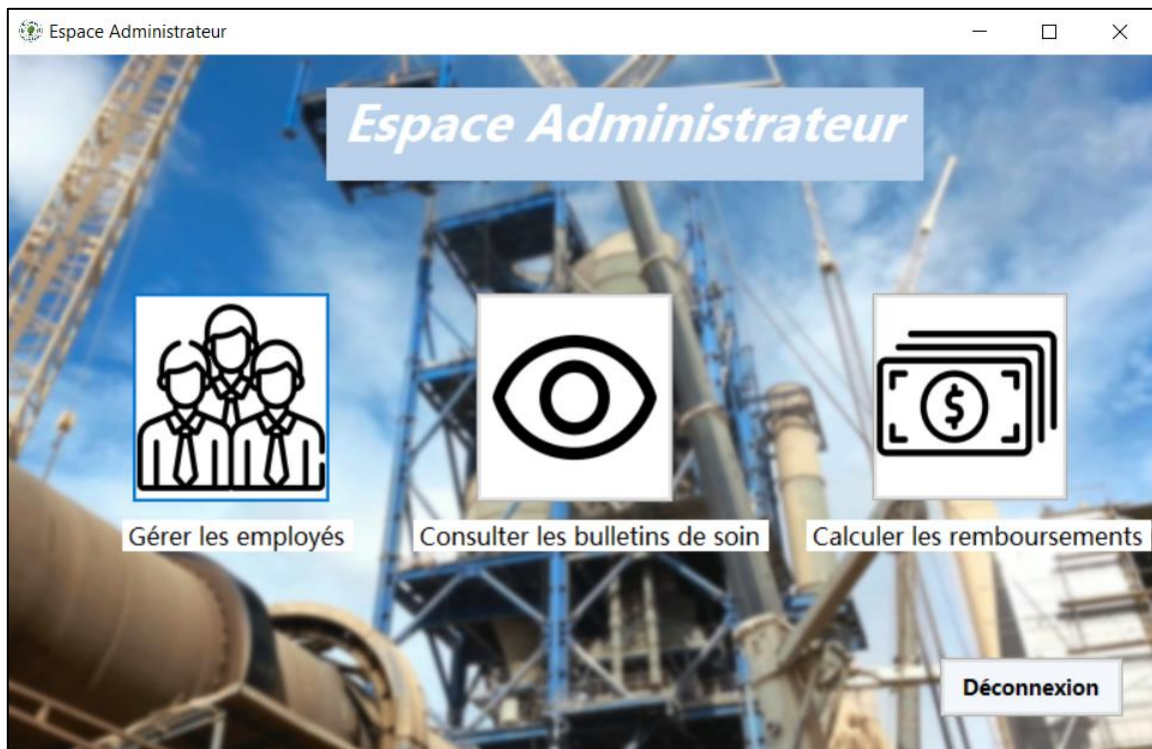 Espace Administrateur
Espace Administrateur
$
Gérer les employés
Consulter les bulletins de soin
Calculer les remboursements
Déconnexion